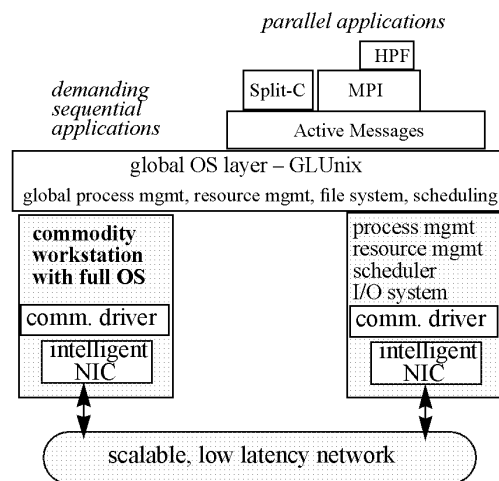 parallel applications
HPF
demanding
sequential
applications
Split-C
MPI
Active Messages
global OS layer – GLUnix
global process mgmt, resource mgmt, file system, scheduling
commodity
workstation
with full OS
comm. driver
intelligent
NIC
process mgmt
resource mgmt
scheduler
I/O system
comm. driver
intelligent
NIC
scalable, low latency network